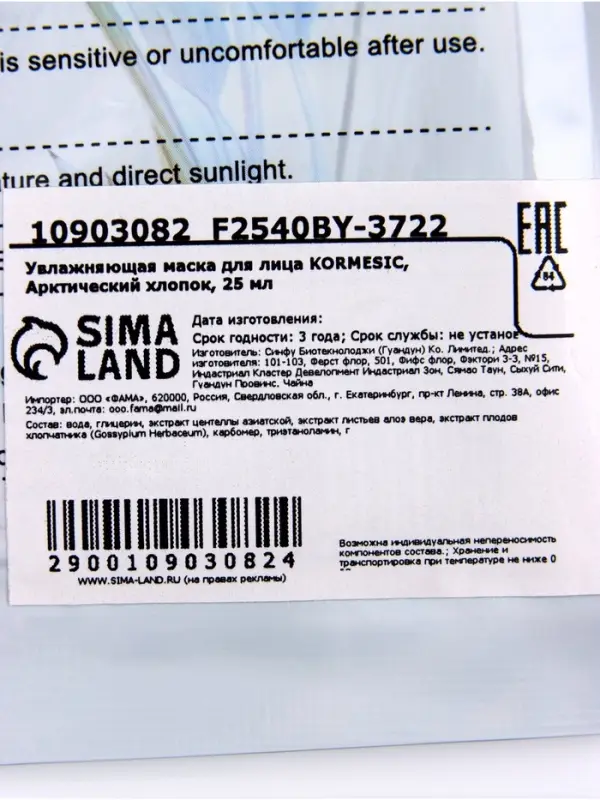 is sensitive or uncomfortable after use.
ture and direct sunlight.
10903082 F2540BY-3722
EAC
Увлажняющая маска для лица KORMESIC,
Арктический хлопок, 25 мл
84
SIMA
LAND
Дата изготовления:
Срок годности: 3 года; Срок службы: не устано
Изготовитель: Синфу Биотекнолоджи (Гуандун) Ко. Лимитед.; Адрес
изготовителя: 101-103, Ферст флор, 501, Фифс флор, Фэктори 3-3, №15,
Индастриал Кластер Девелопмент Индастриал Зон, Сянао Таун, Сыхуй Сити,
Гуандун Провинс. Чайна
Импортер: ООО «ФАМА», 620000, Россия, Свердловская обл., г. Екатеринбург, пр-кт Ленина, стр. 38А, офис
234/3, эл.почта: ooo.fama@mail.ru
Состав: вода, глицерин, экстракт центеллы азиатской, экстракт листьев алоэ вера, экстракт плодов
хлопчатника (Gossypium Herbaceum), карбомер, триэтаноламин, г
2900109030824
WWW.SIMA-LAND.RU (на правах рекламы)
Возможна индивидуальная непереносимость
компонентов состава.; Хранение и
транспортировка при температуре не ниже 0